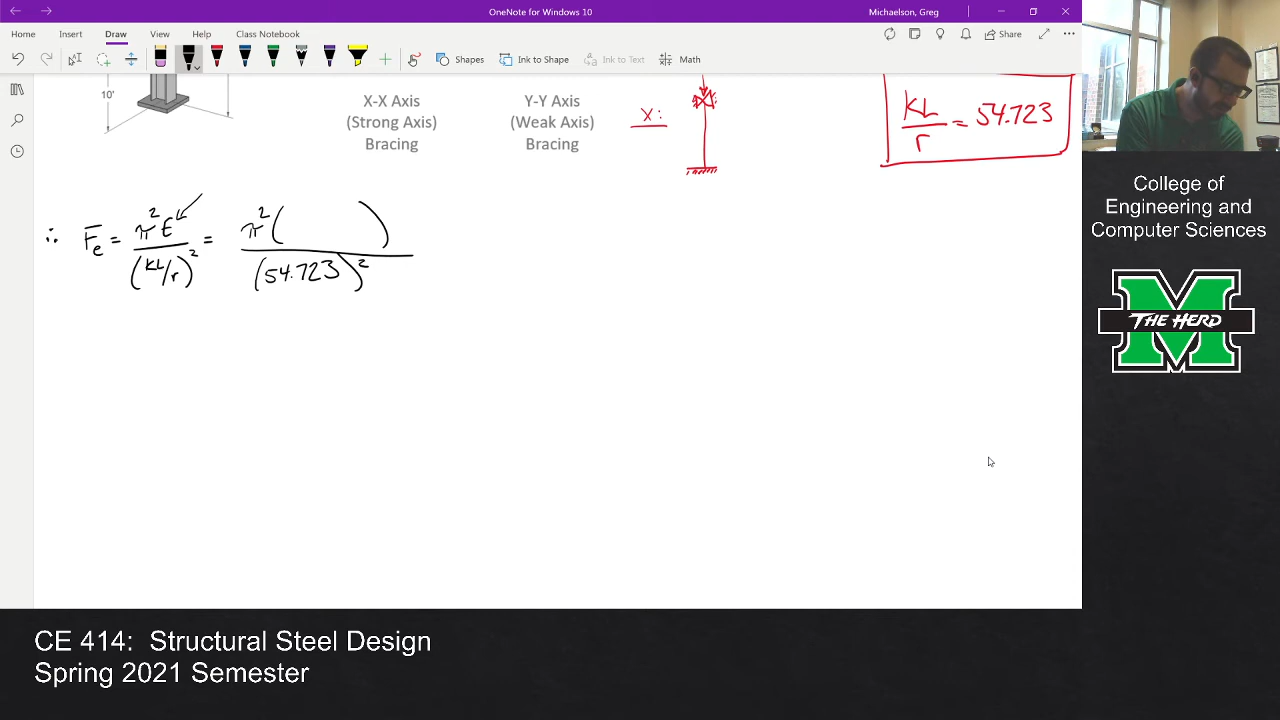 OneNote for Windows 10
Michaelson, Greg
Home Insert Draw View Help Class Notebook
Share
Shapes Ink to Shape Ink to Text Math
10'
X-X Axis
(Strong Axis)
Bracing
Y-Y Axis
(Weak Axis)
Bracing
X:
KL/r = 54.723
∴ Fe = π²E/(KL/r)² = π²( )/(54.723)²
College of
Engineering and
Computer Sciences
THE HERD
CE 414: Structural Steel Design
Spring 2021 Semester